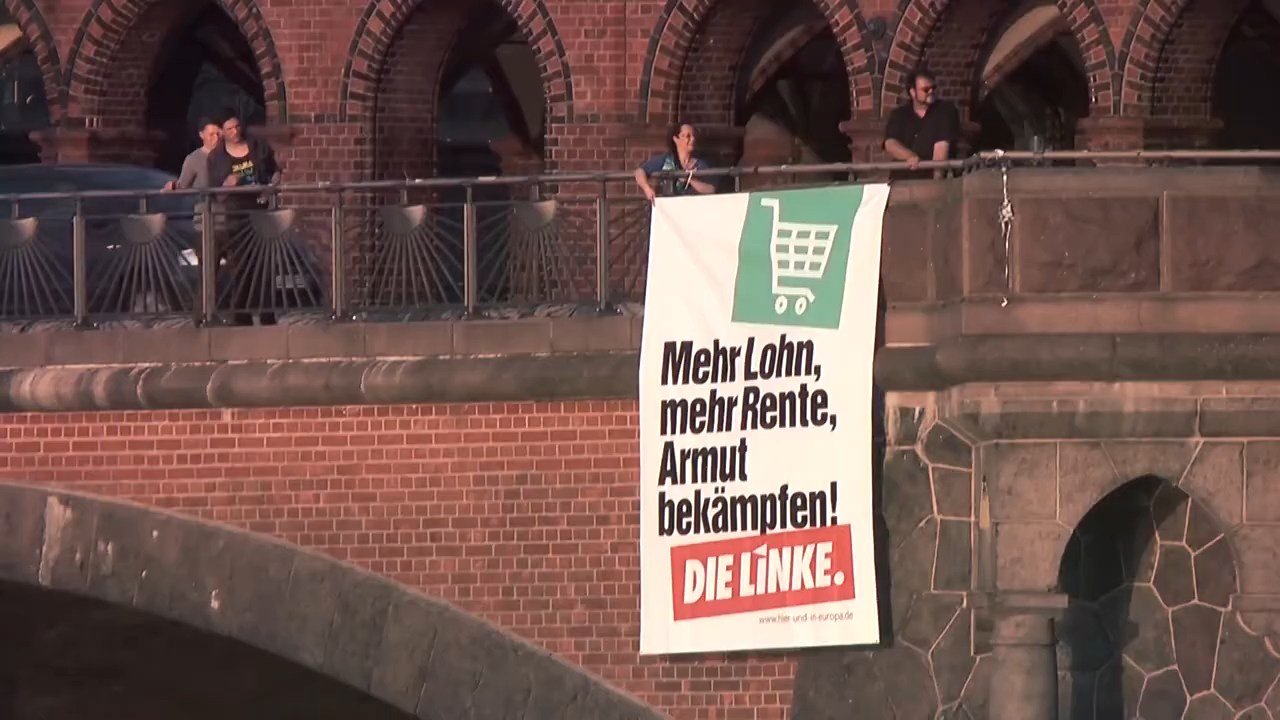 Mehr Lohn,
mehr Rente,
Armut
bekämpfen!
DIE LINKE.
www.hier-und-in-europa.de